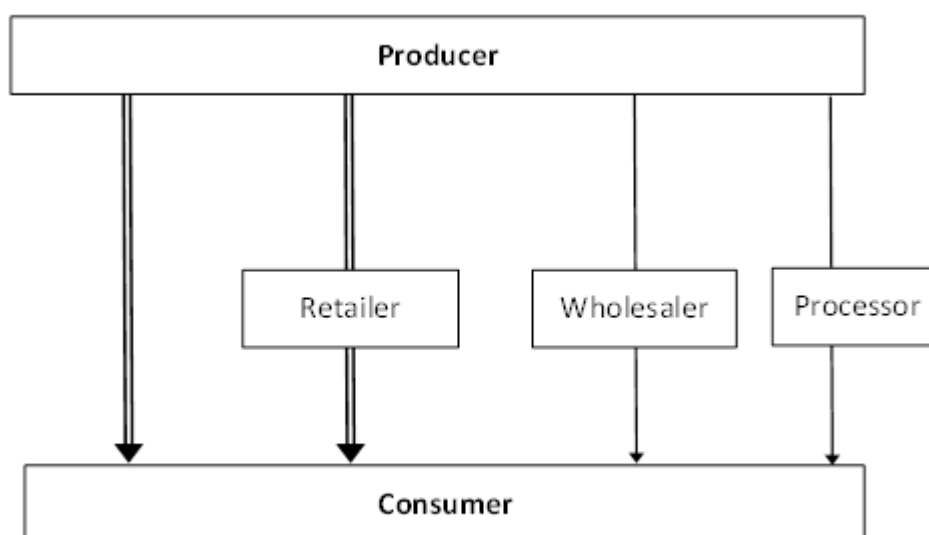 Producer
Retailer
Wholesaler
Processor
Consumer